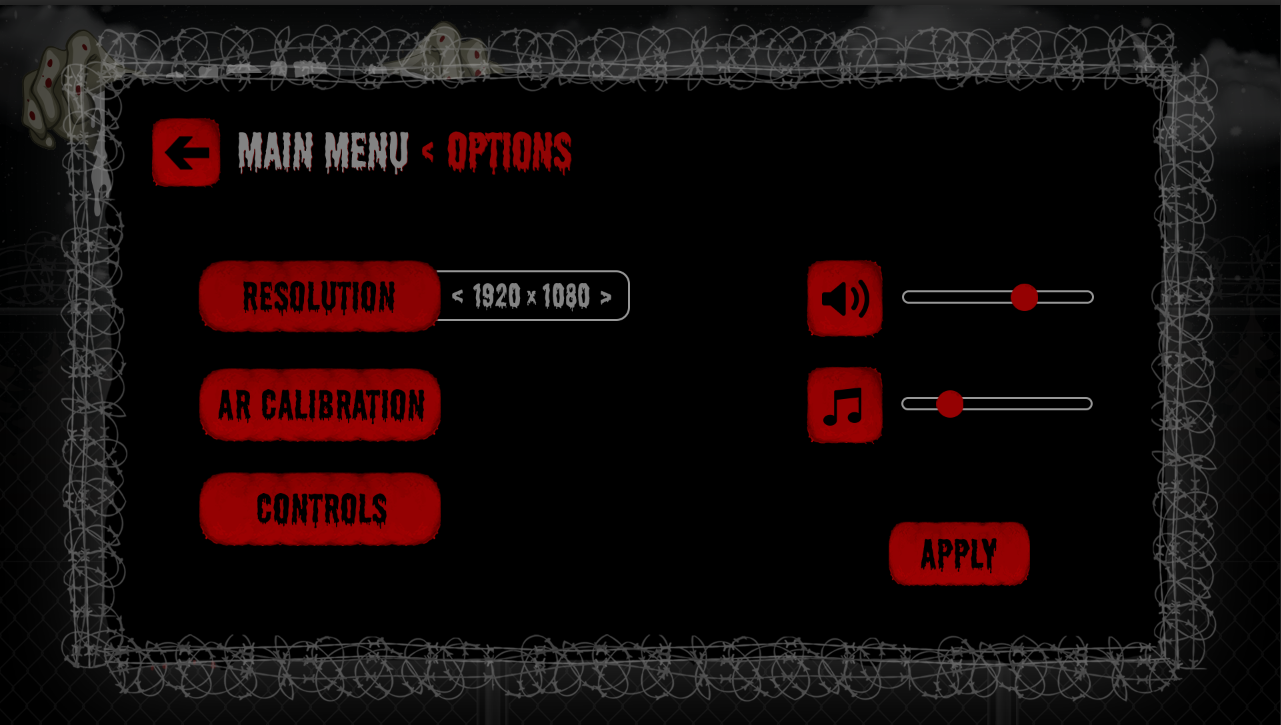 MAIN MENU < OPTIONS
RESOLUTION < 1920 x 1080 >
AR CALIBRATION
CONTROLS
APPLY